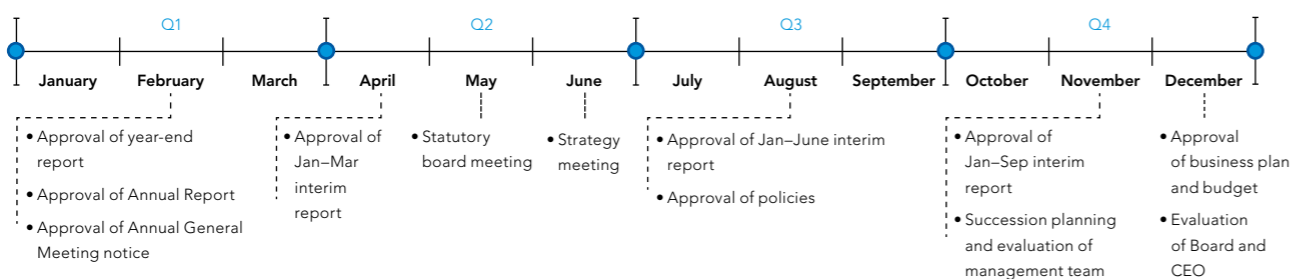 Q1
Q2
Q3
Q4
January
February
March
April
May
June
July
August
September
October
November
December
• Approval of year-end
report
• Approval of Annual Report
• Approval of Annual General
Meeting notice
• Approval of
Jan–Mar
interim
report
• Statutory
board meeting
• Strategy
meeting
• Approval of Jan–June interim
report
• Approval of policies
• Approval of
Jan–Sep interim
report
• Succession planning
and evaluation of
management team
• Approval
of business plan
and budget
• Evaluation
of Board and
CEO